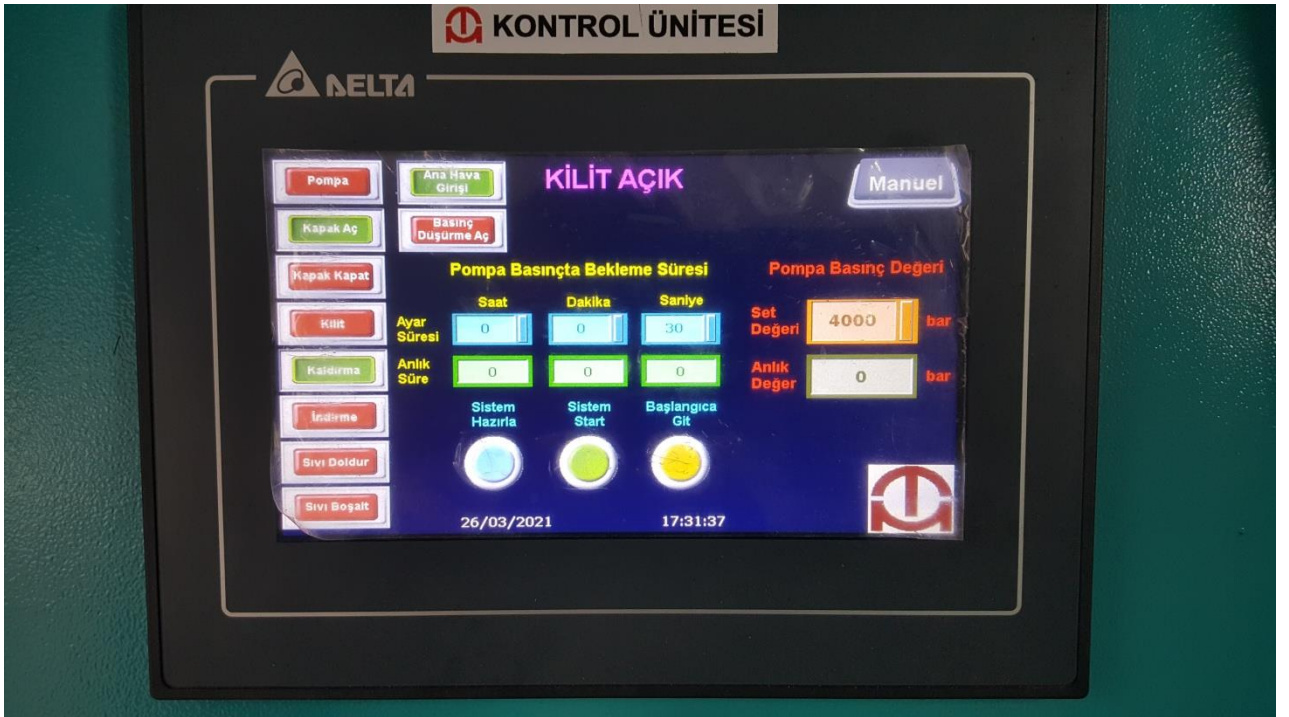 KONTROL ÜNİTESİ
DELTA
Pompa
Ana Hava
Girişi
KİLİT AÇIK
Manuel
Kapak Aç
Basınç
Düşürme Aç
Kapak Kapat
Pompa Basınçta Bekleme Süresi
Pompa Basınç Değeri
Saat
Dakika
Saniye
Kilit
Ayar
Süresi
0
0
30
Set
Değeri
4000
bar
Kaldırma
Anlık
Süre
0
0
0
Anlık
Değer
0
bar
İndirme
Sistem
Hazırla
Sistem
Start
Başlangıca
Git
Sıvı Doldur
Sıvı Boşalt
26/03/2021
17:31:37